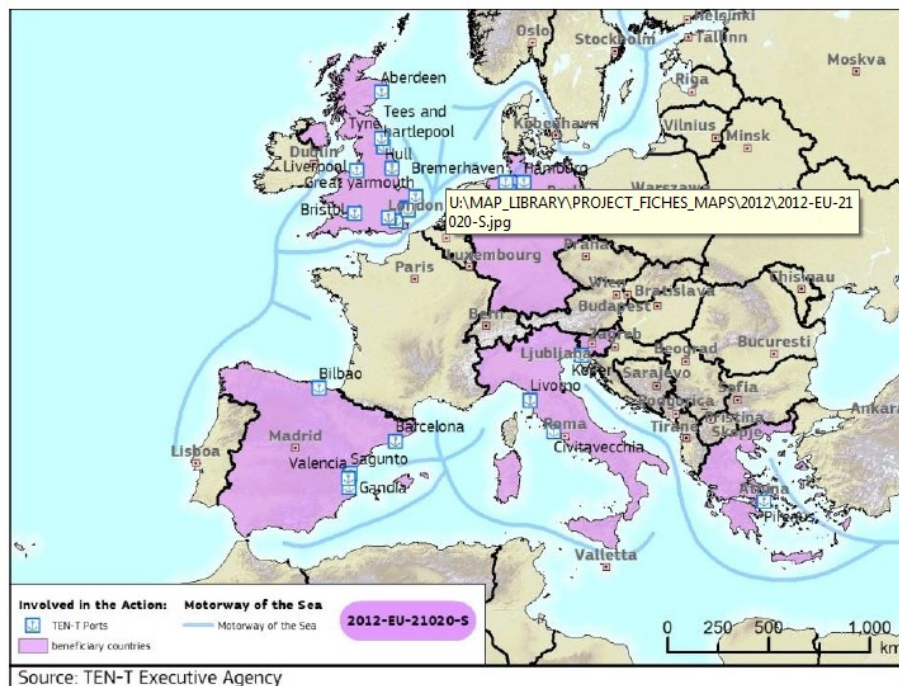 Helsinki
Oslo
Stockholm
Tallinn
Moskva
Aberdeen
Riga
Tees and
hartlepool
Tyne
København
Vilnius
Minsk
Dublin
Hull
Liverpool
Bremerhaven
Hamburg
Great yarmouth
Warszawa
Bristol
London
U:\MAP_LIBRARY\PROJECT_FICHES_MAPS\2012\2012-EU-21
020-S.jpg
Praha
Luxembourg
Paris
Chisinau
Wien
Bratislava
Budapest
Bern
Zagreb
Ljubljana
Bucuresti
Koper
Beograd
Bilbao
Livorno
Sarajevo
Sofia
Podgorica
Pristina
Skopje
Ankara
Barcelona
Roma
Tirane
Madrid
Civitavecchia
Lisboa
Valencia
Sagunto
Gandia
Athina
Pireaus
Valletta
Involved in the Action:
TEN-T Ports
beneficiary countries
Motorway of the Sea
Motorway of the Sea
2012-EU-21020-S
0 250 500 1.000
km
Source: TEN-T Executive Agency